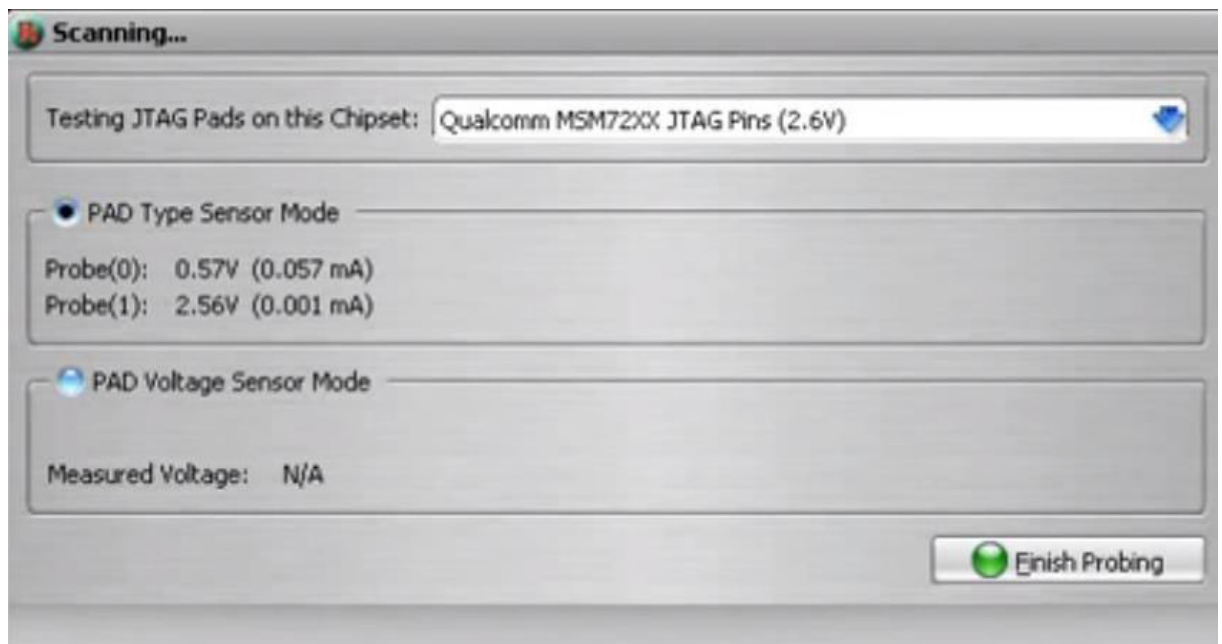 Scanning...
Testing JTAG Pads on this Chipset: Qualcomm MSM72XX JTAG Pins (2.6V)
PAD Type Sensor Mode
Probe(0): 0.57V (0.057 mA)
Probe(1): 2.56V (0.001 mA)
PAD Voltage Sensor Mode
Measured Voltage: N/A
Finish Probing